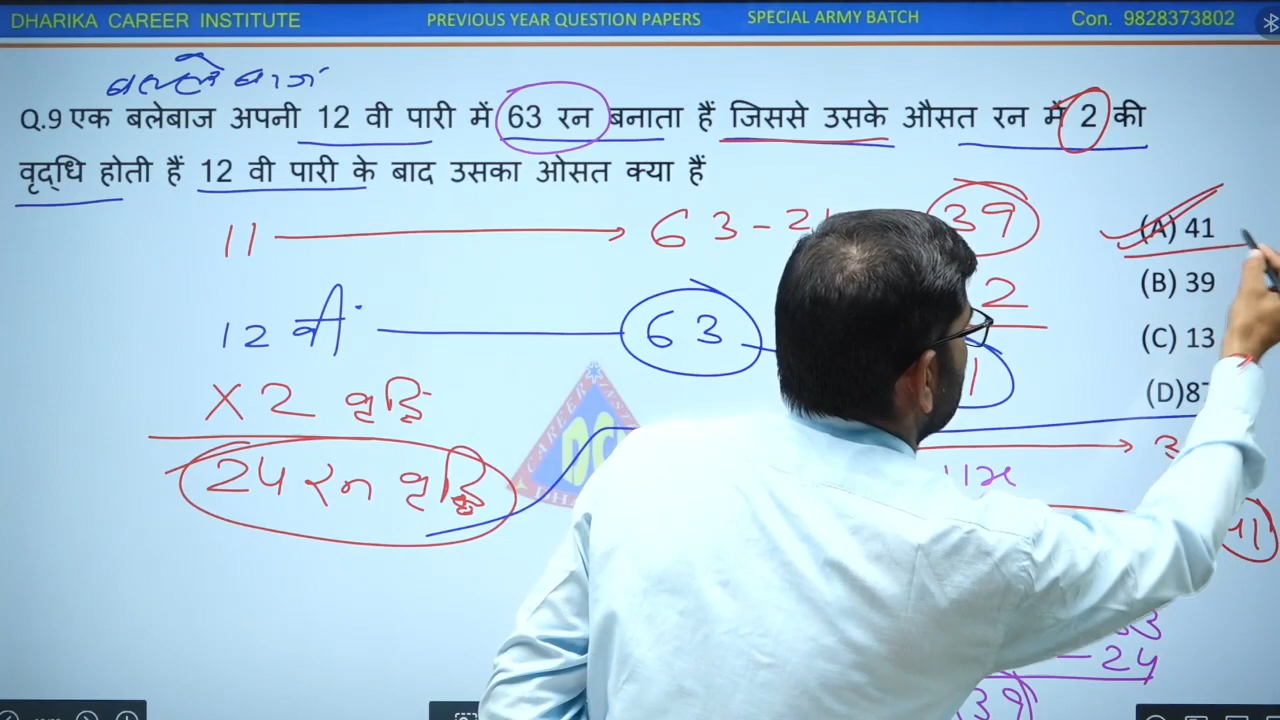 DHARIKA CAREER INSTITUTE PREVIOUS YEAR QUESTION PAPERS SPECIAL ARMY BATCH Con. 9828373802
बल्लेबाज
Q.9 एक बलेबाज अपनी 12 वी पारी में 63 रन बनाता हैं जिससे उसके औसत रन में 2 की
वृद्धि होती हैं 12 वी पारी के बाद उसका ओसत क्या हैं
11 63 - 2 39
(A) 41
(B) 39
2
12 वी 63
(C) 13
1
X 2 वृद्धि
(D)87
24 रन वृद्धि
- 24
39